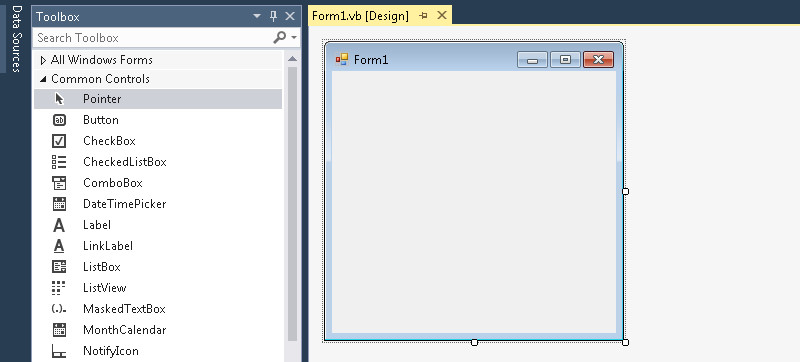 Data Sources
Toolbox
Search Toolbox
All Windows Forms
Common Controls
Pointer
Button
CheckBox
CheckedListBox
ComboBox
DateTimePicker
Label
LinkLabel
ListBox
ListView
MaskedTextBox
MonthCalendar
NotifyIcon
Form1.vb [Design]
Form1